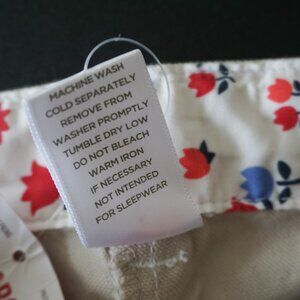 MACHINE WASH
COLD SEPARATELY
REMOVE FROM
WASHER PROMPTLY
TUMBLE DRY LOW
DO NOT BLEACH
WARM IRON
IF NECESSARY
NOT INTENDED
FOR SLEEPWEAR